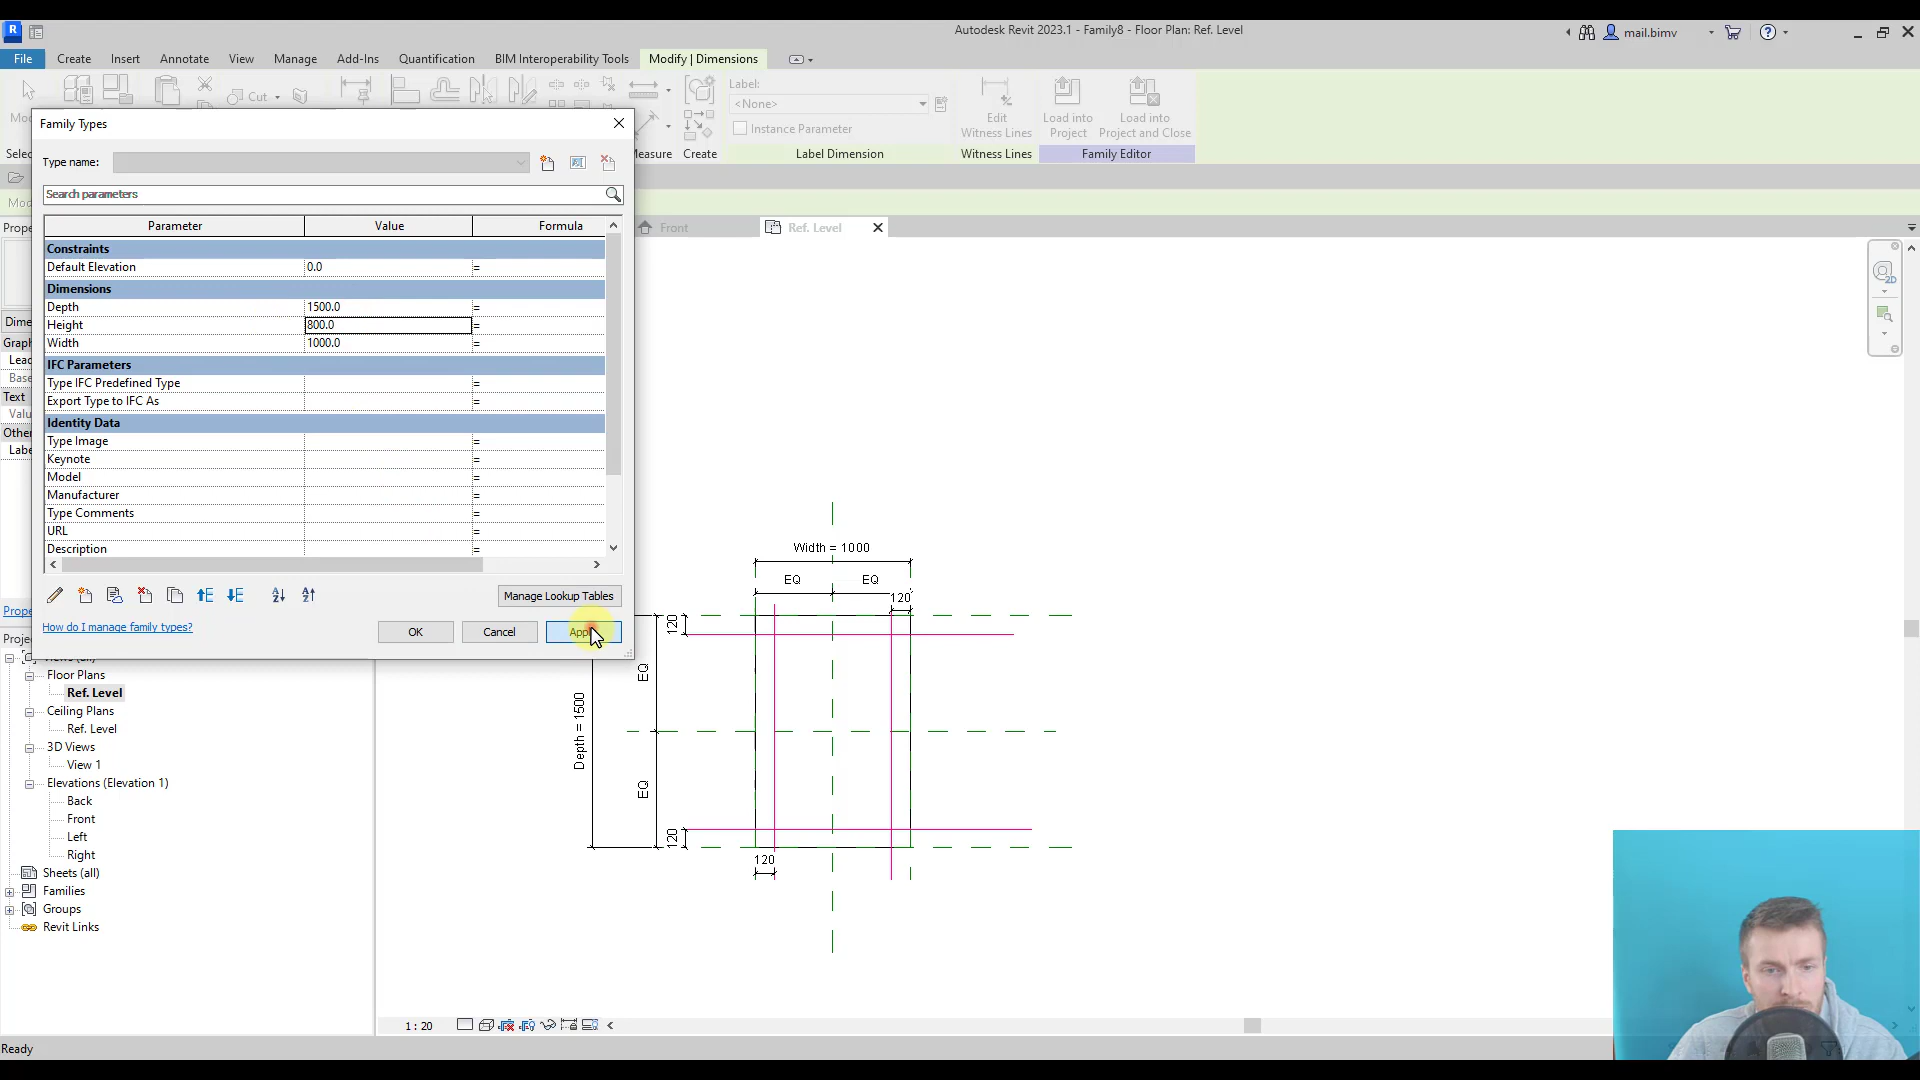 Autodesk Revit 2023.1 - Family8 - Floor Plan: Ref. Level
mail.bimv
File Create Insert Annotate View Manage Add-Ins Quantification BIM Interoperability Tools Modify | Dimensions
Cut
Label:
<None>
Instance Parameter
Edit
Witness Lines
Load into
Project
Load into
Project and Close
Create
Label Dimension
Witness Lines
Family Editor
Family Types
Type name:
Search parameters
Front
Ref. Level
Parameter Value Formula
Constraints
Default Elevation 0.0 =
Dimensions
Depth 1500.0 =
Height 800.0 =
Width 1000.0 =
IFC Parameters
Type IFC Predefined Type =
Export Type to IFC As =
Identity Data
Type Image =
Keynote =
Model =
Manufacturer =
Type Comments =
URL =
Description =
Manage Lookup Tables
How do I manage family types?
OK Cancel
Text
Floor Plans
Ref. Level
Ceiling Plans
Ref. Level
3D Views
View 1
Elevations (Elevation 1)
Back
Front
Left
Right
Sheets (all)
Families
Groups
Revit Links
Width = 1000
EQ EQ
120
120
EQ
Depth = 1500
EQ
120
120
1 : 20
Ready